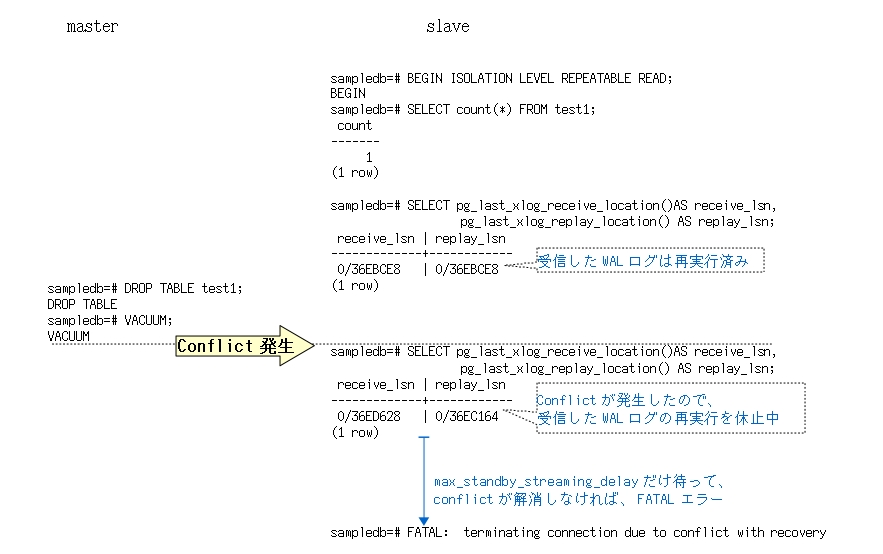 master
slave
sampledb=# BEGIN ISOLATION LEVEL REPEATABLE READ;
BEGIN
sampledb=# SELECT count(*) FROM test1;
count
-------
1
(1 row)
sampledb=# SELECT pg_last_xlog_receive_location()AS receive_lsn,
pg_last_xlog_replay_location() AS replay_lsn;
receive_lsn | replay_lsn
-------------+------------
0/36EBCE8 | 0/36EBCE8
(1 row)
受信した WAL ログは再実行済み
sampledb=# DROP TABLE test1;
DROP TABLE
sampledb=# VACUUM;
VACUUM
Conflict 発生
sampledb=# SELECT pg_last_xlog_receive_location()AS receive_lsn,
pg_last_xlog_replay_location() AS replay_lsn;
receive_lsn | replay_lsn
-------------+------------
0/36ED628 | 0/36EC164
(1 row)
Conflict が発生したので、
受信した WAL ログの再実行を休止中
max_standby_streaming_delay だけ待って、
conflict が解消しなければ、FATAL エラー
sampledb=# FATAL: terminating connection due to conflict with recovery